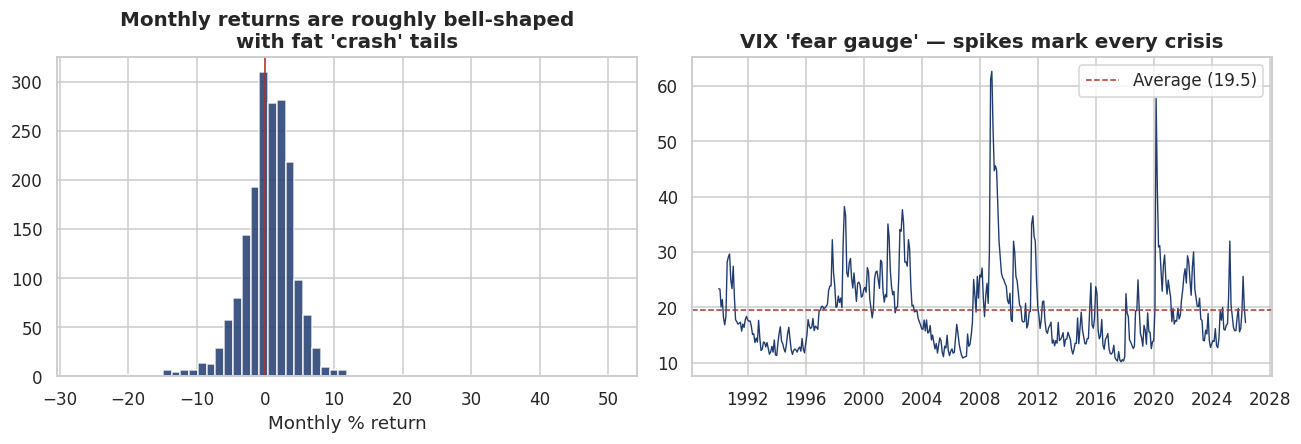 Monthly returns are roughly bell-shaped
with fat 'crash' tails
300
250
200
150
100
50
0
−30 −20 −10 0 10 20 30 40 50
Monthly % return
VIX 'fear gauge' — spikes mark every crisis
Average (19.5)
60
50
40
30
20
10
1992 1996 2000 2004 2008 2012 2016 2020 2024 2028